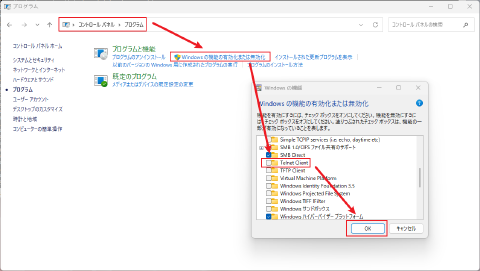 プログラム
コントロール パネル › プログラム
コントロール パネルの検索
コントロール パネル ホーム
システムとセキュリティ
ネットワークとインターネット
ハードウェアとサウンド
プログラム
ユーザー アカウント
デスクトップのカスタマイズ
時計と地域
コンピューターの簡単操作
プログラムと機能
プログラムのアンインストール
Windows の機能の有効化または無効化
インストールされた更新プログラムを表示
以前のバージョンの Windows 用に作成されたプログラムの実行
プログラムのインストール方法
既定のプログラム
メディアまたはデバイスの既定設定の変更
Windows の機能
Windows の機能の有効化または無効化
機能を有効にするには、チェック ボックスをオンにしてください。機能を無効にするには、チェック ボックスをオフにしてください。塗りつぶされたチェック ボックスは、機能の一部が有効になっていることを表します。
Simple TCPIP services (i.e. echo, daytime etc)
SMB 1.0/CIFS ファイル共有のサポート
SMB Direct
Telnet Client
TFTP Client
Virtual Machine Platform
Windows Identity Foundation 3.5
Windows Projected File System
Windows TIFF IFilter
Windows サンドボックス
Windows ハイパーバイザー プラットフォーム
OK
キャンセル